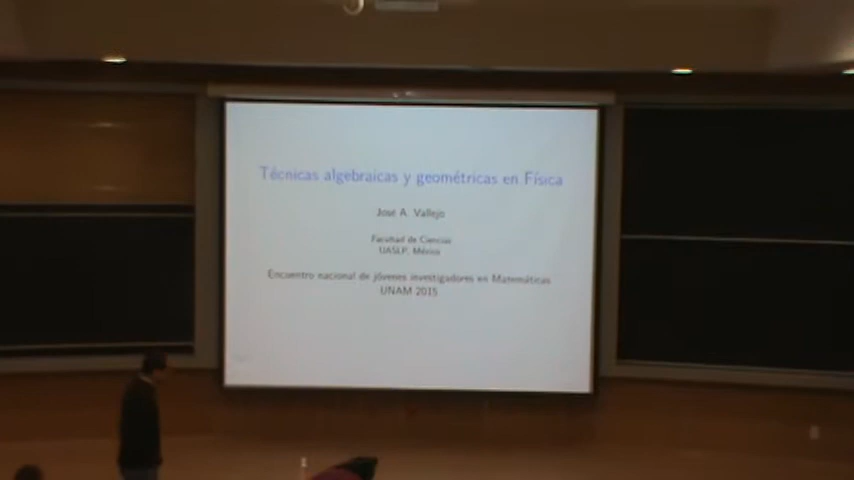 Técnicas algebraicas y geométricas en Física
José A. Vallejo
Facultad de Ciencias
UASLP. México
Encuentro nacional de jóvenes investigadores en Matemáticas
UNAM 2015